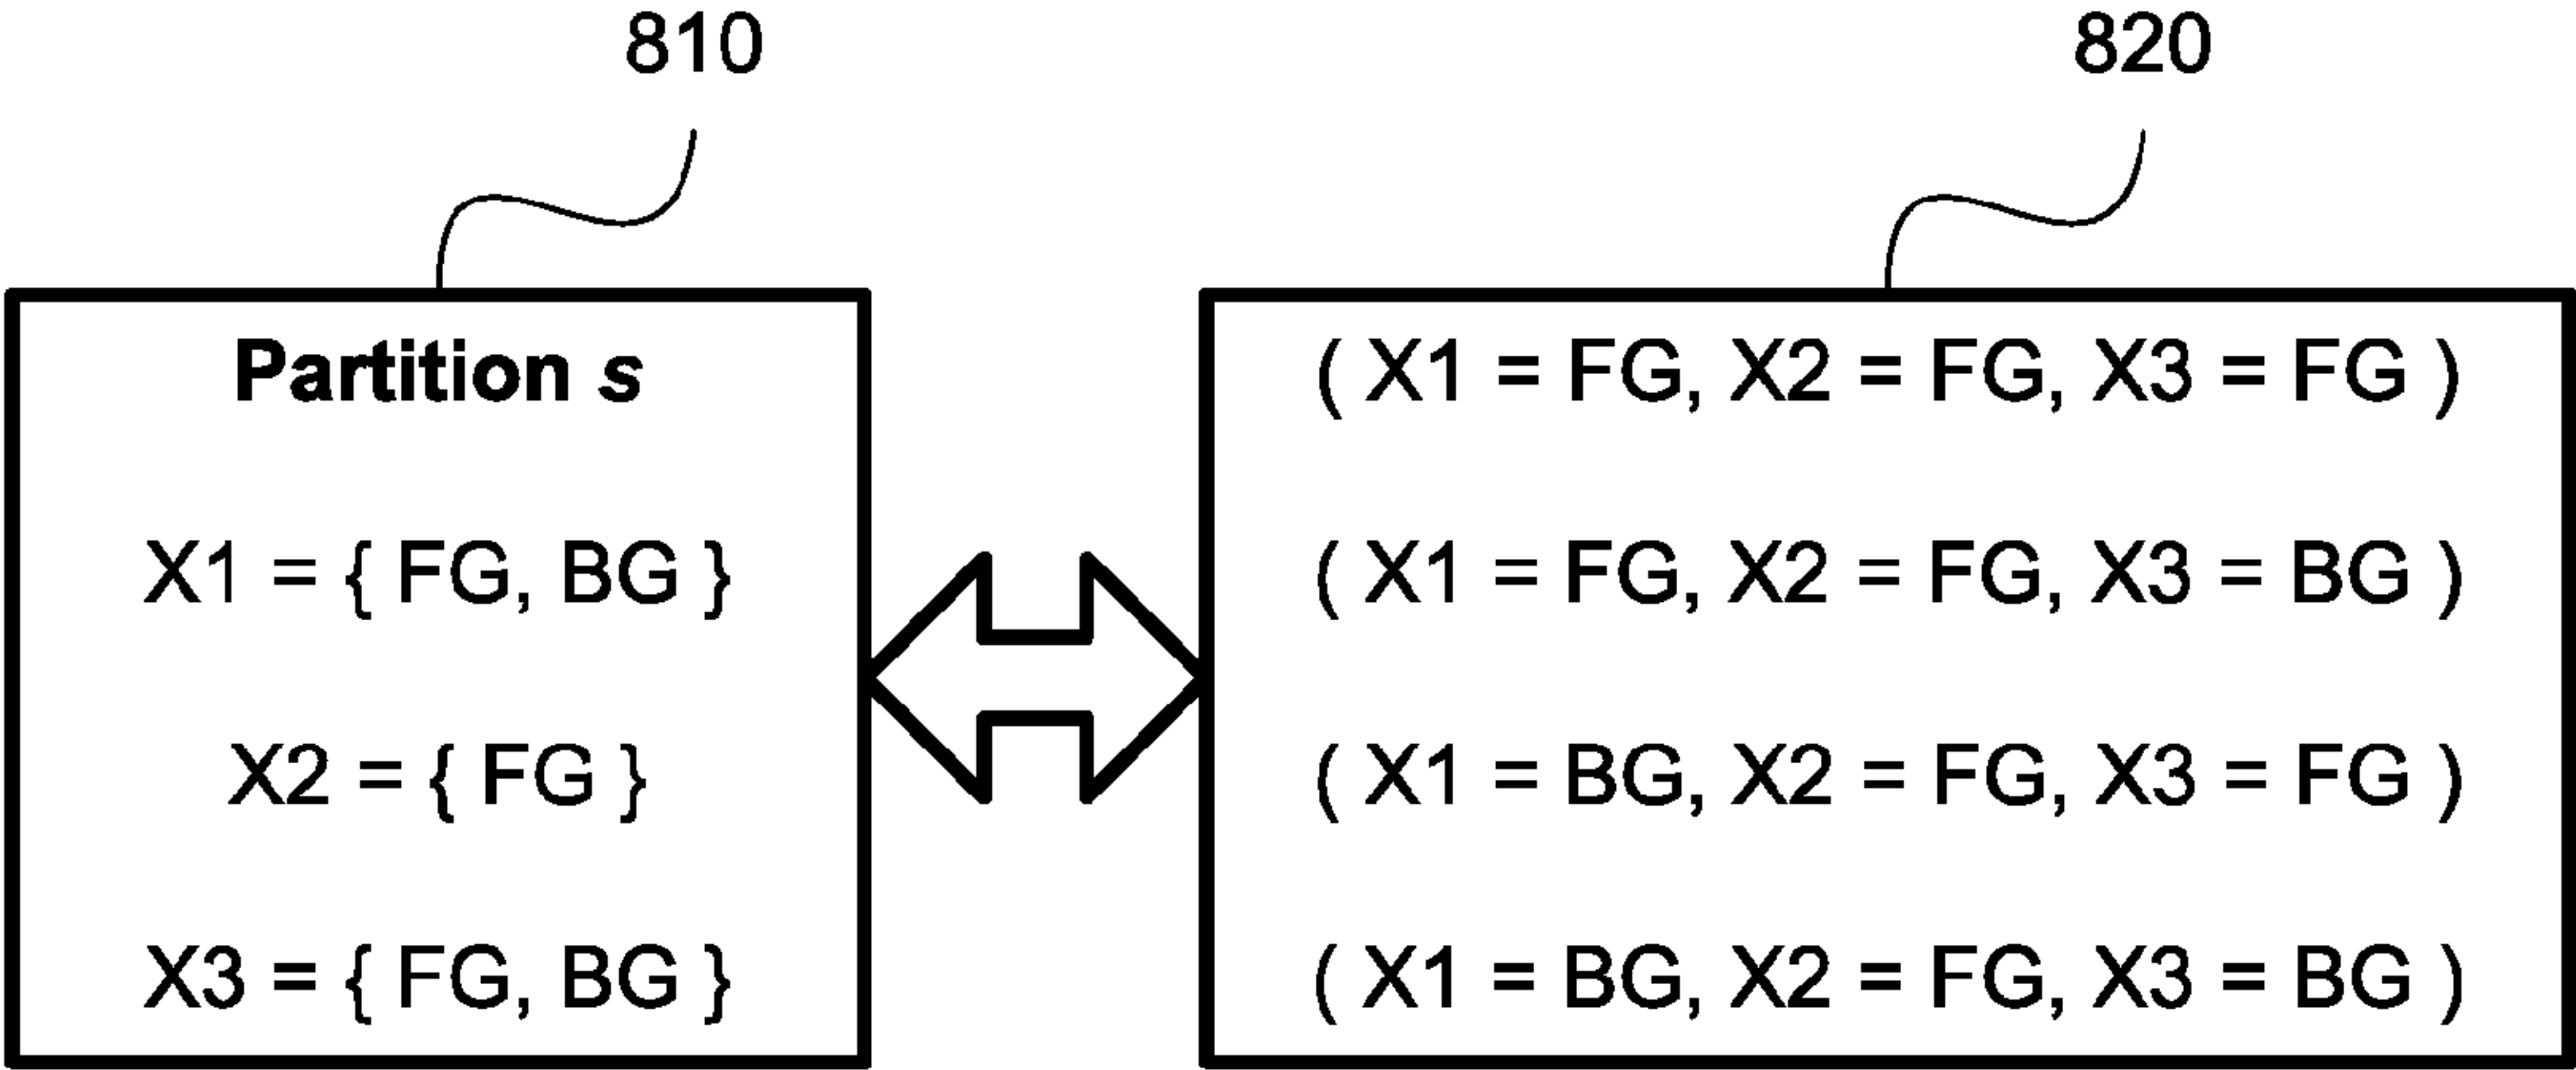 810
820
Partition s
X1 = { FG, BG }
X2 = { FG }
X3 = { FG, BG }
( X1 = FG, X2 = FG, X3 = FG )
( X1 = FG, X2 = FG, X3 = BG )
( X1 = BG, X2 = FG, X3 = FG )
( X1 = BG, X2 = FG, X3 = BG )